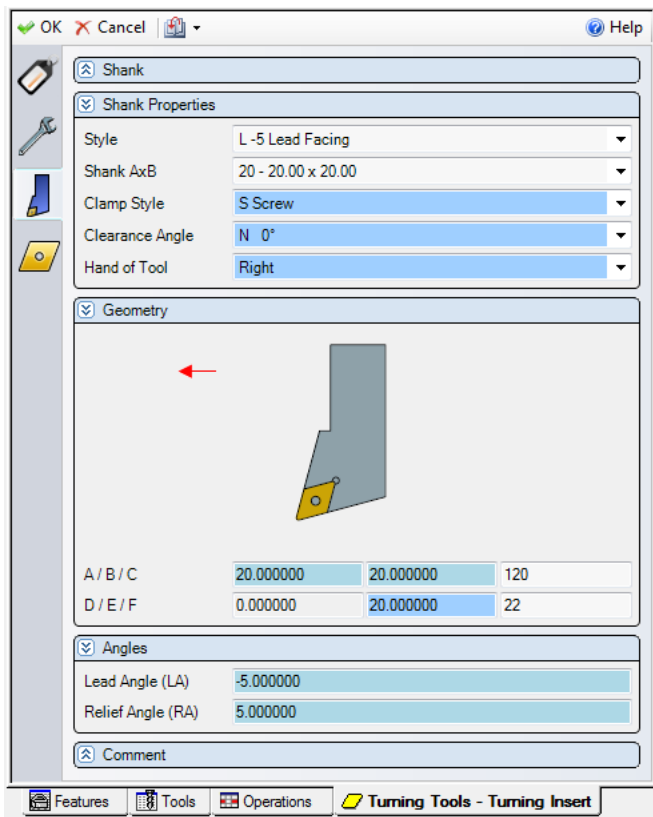 OK Cancel Help
Shank
Shank Properties
Style L -5 Lead Facing
Shank AxB 20 - 20.00 x 20.00
Clamp Style S Screw
Clearance Angle N 0°
Hand of Tool Right
Geometry
A / B / C 20.000000 20.000000 120
D / E / F 0.000000 20.000000 22
Angles
Lead Angle (LA) -5.000000
Relief Angle (RA) 5.000000
Comment
Features Tools Operations Turning Tools - Turning Insert